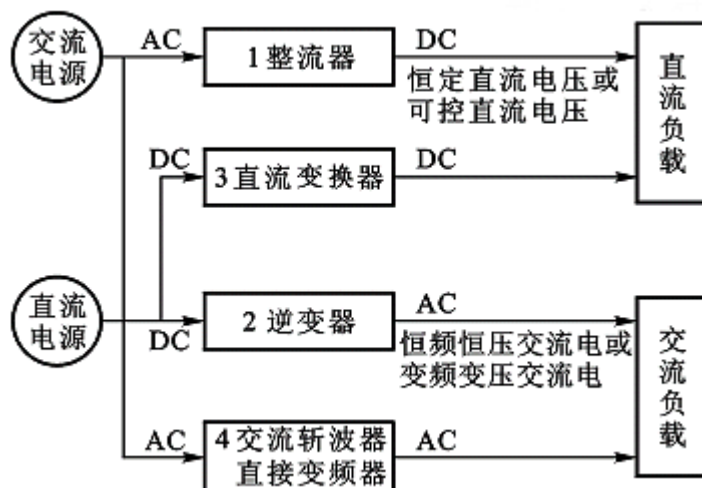 交流
电源
AC
1整流器
DC
恒定直流电压或
可控直流电压
直流负载
DC
3直流变换器
DC
直流
电源
DC
2 逆变器
AC
恒频恒压交流电或
变频变压交流电
交流负载
AC
4交流斩波器
直接变频器
AC